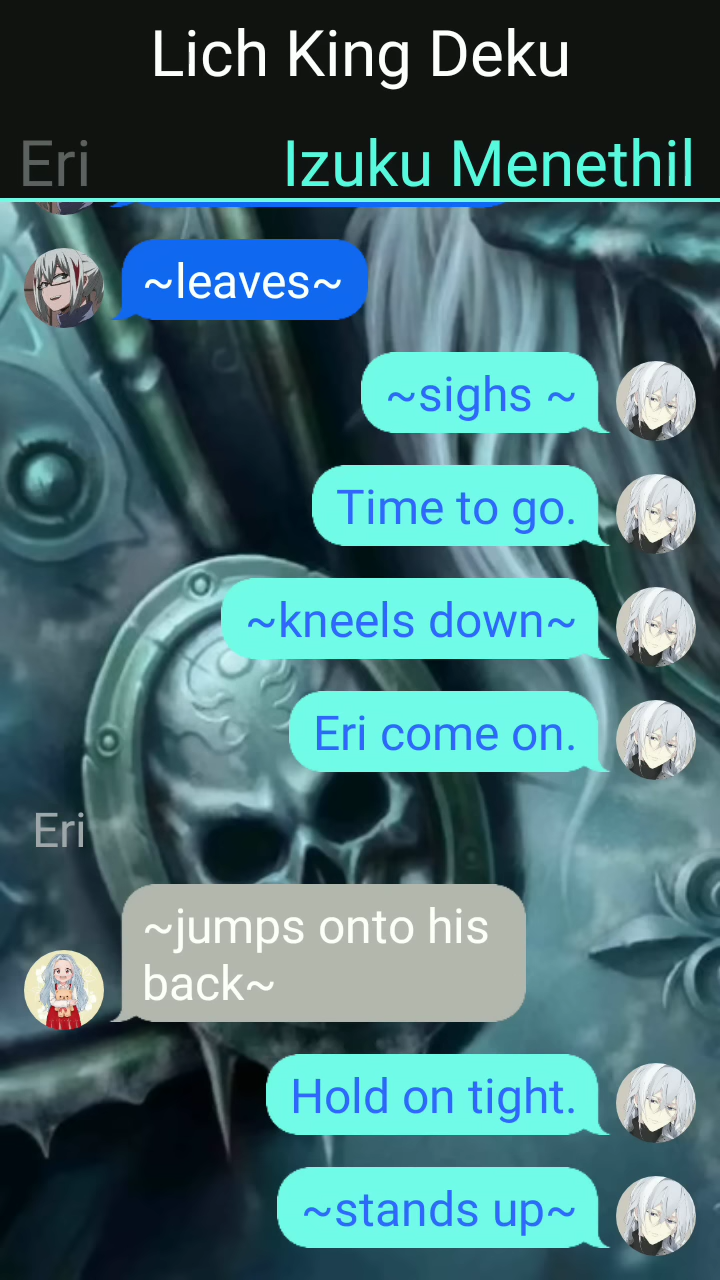 Lich King Deku
Eri
Izuku Menethil
~leaves~
~sighs ~
Time to go.
~kneels down~
Eri come on.
Eri
~jumps onto his
back~
Hold on tight.
~stands up~